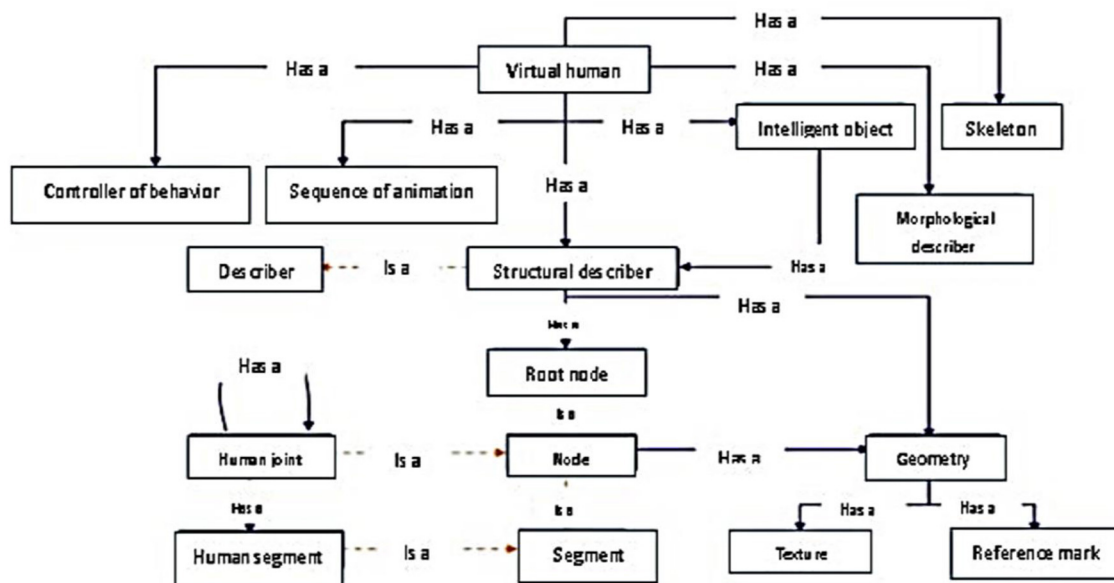 Has a
Has a
Virtual human
Has a
Has a
Has a
Intelligent object
Skeleton
Controller of behavior
Sequence of animation
Has a
Morphological
describer
Describer
Is a
Structural describer
Has a
Has a
Has a
Root node
Has a
Is a
Human joint
Is a
Node
Has a
Geometry
Has a
Is a
Has a
Has a
Human segment
Is a
Segment
Texture
Reference mark